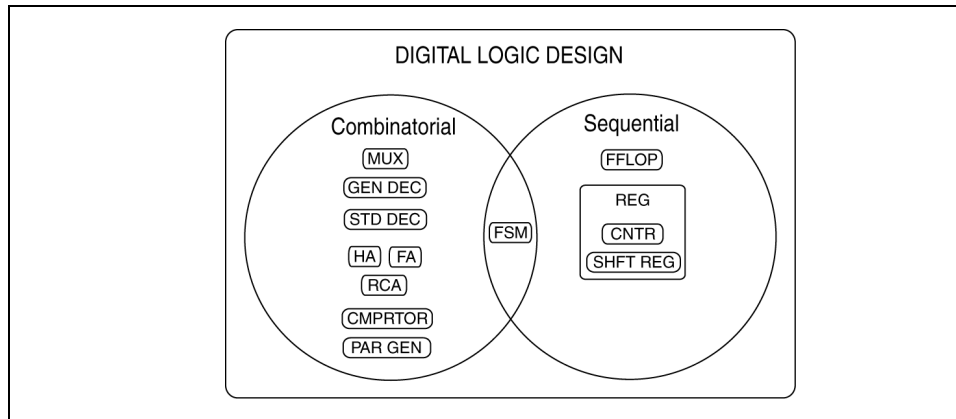 DIGITAL LOGIC DESIGN
Combinatorial
MUX
GEN DEC
STD DEC
HA FA
RCA
CMPRTOR
PAR GEN
FSM
Sequential
FFLOP
REG
CNTR
SHFT REG